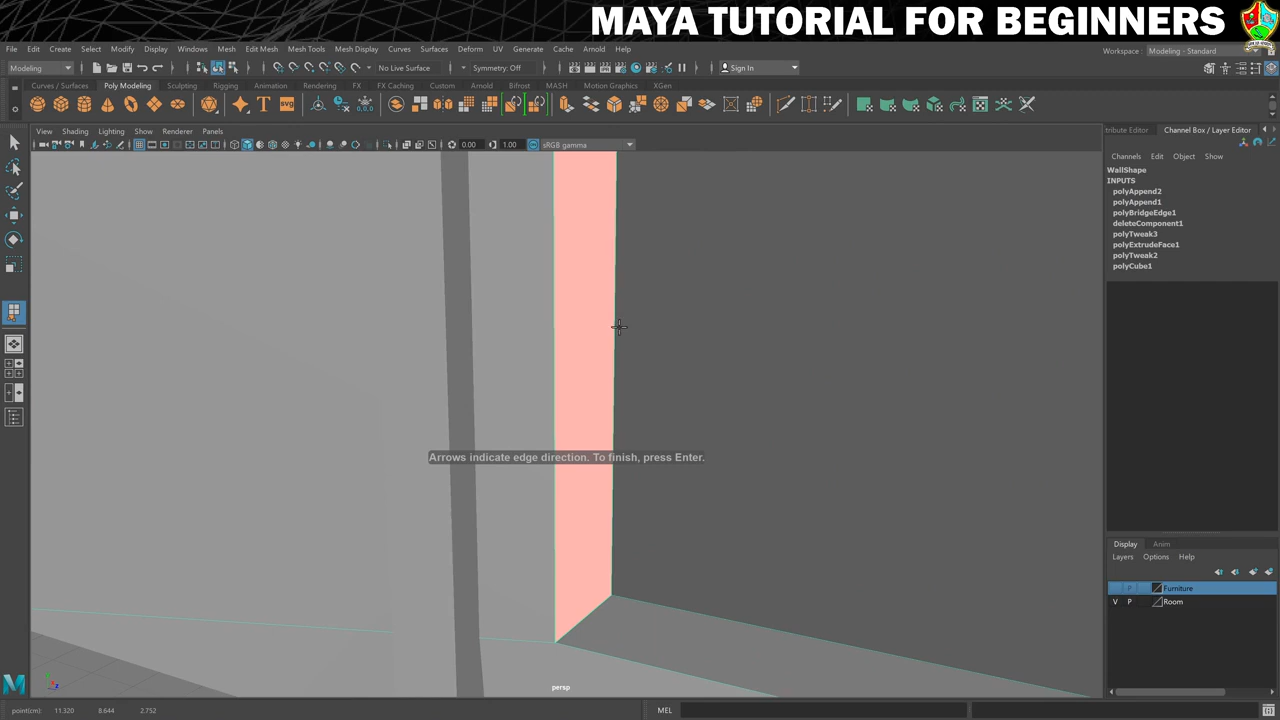 MAYA TUTORIAL FOR BEGINNERS
File Edit Create Select Modify Display Windows Mesh Edit Mesh Mesh Tools Mesh Display Curves Surfaces Deform UV Generate Cache Arnold Help
Workspace : Modeling - Standard
Modeling No Live Surface Symmetry: Off Sign In
Curves / Surfaces Poly Modeling Sculpting Rigging Animation Rendering FX FX Caching Custom Arnold Bifrost MASH Motion Graphics XGen
SVG
View Shading Lighting Show Renderer Panels
tribute Editor Channel Box / Layer Editor
0.00 1.00 sRGB gamma
Channels Edit Object Show
WallShape
INPUTS
polyAppend2
polyAppend1
polyBridgeEdge1
deleteComponent1
polyTweak3
polyExtrudeFace1
polyTweak2
polyCube1
Arrows indicate edge direction. To finish, press Enter.
Display Anim
Layers Options Help
P Furniture
V P Room
persp
point(cm): 11.320 8.644 2.752 MEL